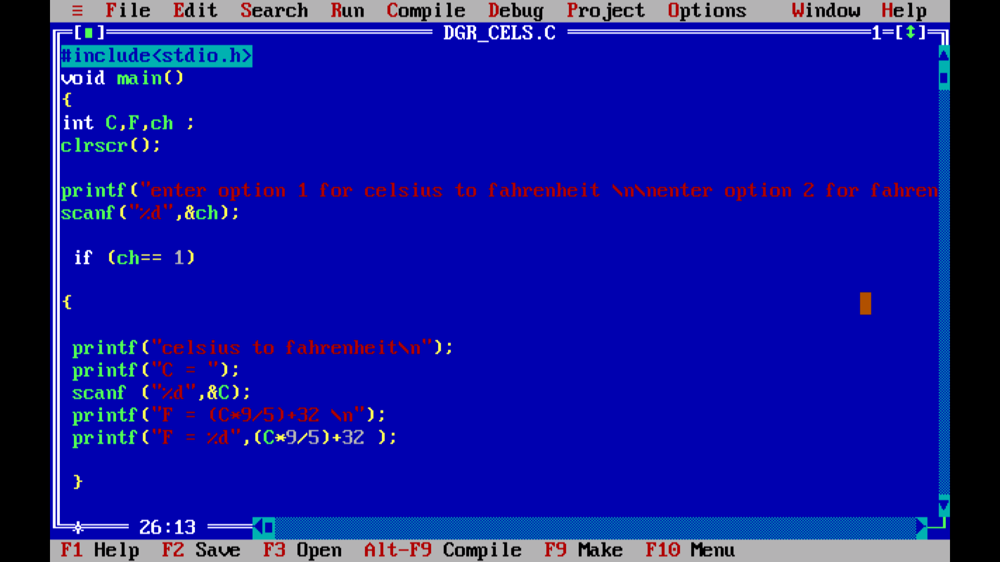 ≡ File Edit Search Run Compile Debug Project Options Window Help
[■] DGR_CELS.C 1=[↕]
#include<stdio.h>
void main()
{
int C,F,ch ;
clrscr();
printf("enter option 1 for celsius to fahrenheit \n\nenter option 2 for fahren
scanf("%d",&ch);
if (ch== 1)
{
printf("celsius to fahrenheit\n");
printf("C = ");
scanf ("%d",&C);
printf("F = (C*9/5)+32 \n");
printf("F = %d",(C*9/5)+32 );
}
26:13
F1 Help F2 Save F3 Open Alt-F9 Compile F9 Make F10 Menu